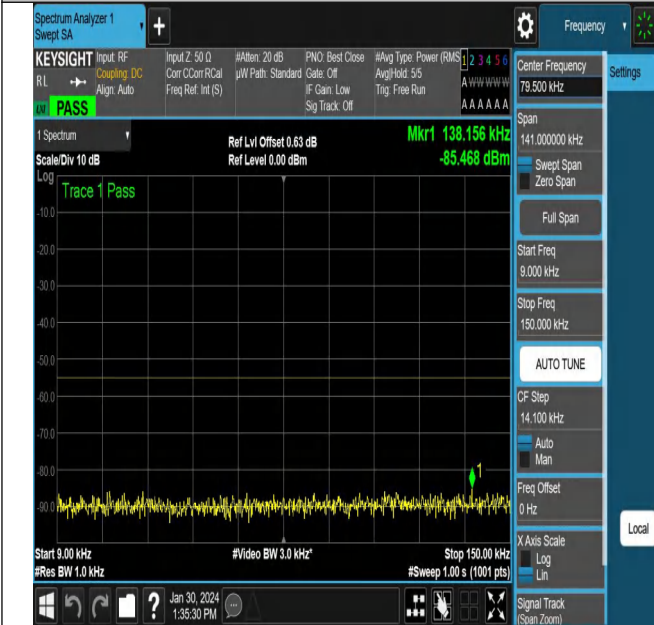 Spectrum Analyzer 1
Swept SA
+
Frequency
KEYSIGHT
RL
PASS
Input: RF
Coupling: DC
Align: Auto
Input Z: 50 Ω
Corr CCorr RCal
Freq Ref: Int (S)
#Atten: 20 dB
µW Path: Standard
PNO: Best Close
Gate: Off
IF Gain: Low
Sig Track: Off
#Avg Type: Power (RMS
Avg|Hold: 5/5
Trig: Free Run
1 2 3 4 5 6
A W W W W W
A A A A A A
1 Spectrum
Scale/Div 10 dB
Ref Lvl Offset 0.63 dB
Ref Level 0.00 dBm
Mkr1 138.156 kHz
-85.468 dBm
Log
Trace 1 Pass
-10.0
-20.0
-30.0
-40.0
-50.0
-60.0
-70.0
-80.0
-90.0
1
Start 9.00 kHz
#Video BW 3.0 kHz*
Stop 150.00 kHz
#Res BW 1.0 kHz
#Sweep 1.00 s (1001 pts)
?
Jan 30, 2024
1:35:30 PM
Center Frequency
79.500 kHz
Settings
Span
141.000000 kHz
Swept Span
Zero Span
Full Span
Start Freq
9.000 kHz
Stop Freq
150.000 kHz
AUTO TUNE
CF Step
14.100 kHz
Auto
Man
Freq Offset
0 Hz
Local
X Axis Scale
Log
Lin
Signal Track
(Span Zoom)